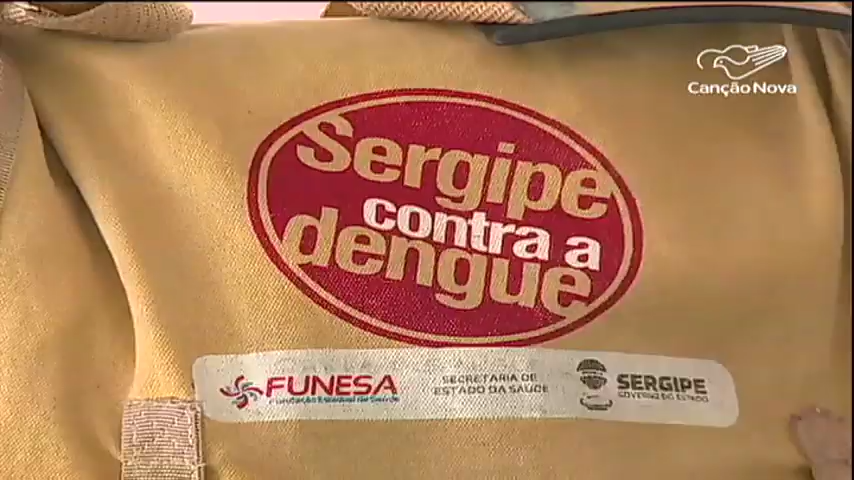 Canção Nova
Sergipe
contra a
dengue
FUNESA
Fundação Estadual de Saúde
SECRETARIA DE
ESTADO DA SAÚDE
SERGIPE
GOVERNO DO ESTADO